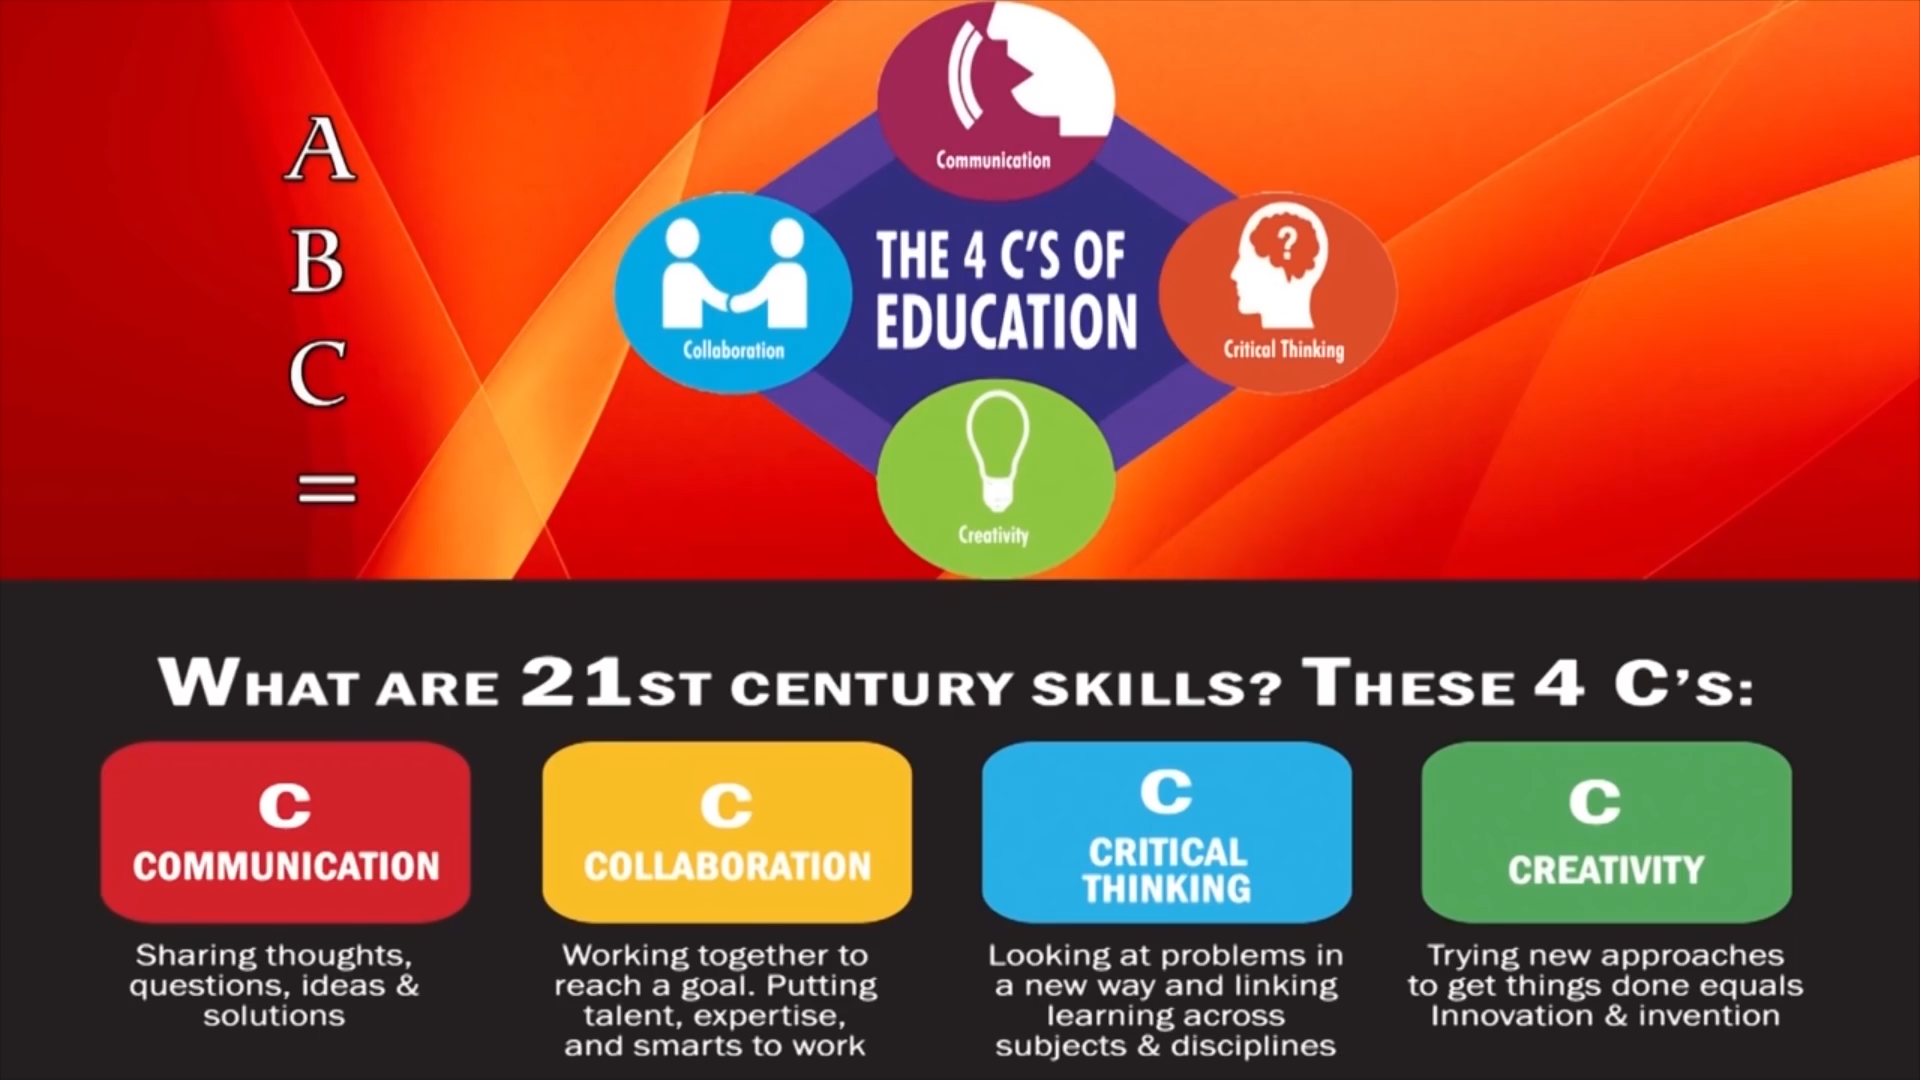 A
B
C
=
Communication
Collaboration
THE 4 C'S OF
EDUCATION
?
Critical Thinking
Creativity
WHAT ARE 21ST CENTURY SKILLS? THESE 4 C'S:
C
COMMUNICATION
Sharing thoughts,
questions, ideas &
solutions
C
COLLABORATION
Working together to
reach a goal. Putting
talent, expertise,
and smarts to work
C
CRITICAL
THINKING
Looking at problems in
a new way and linking
learning across
subjects & disciplines
C
CREATIVITY
Trying new approaches
to get things done equals
Innovation & invention